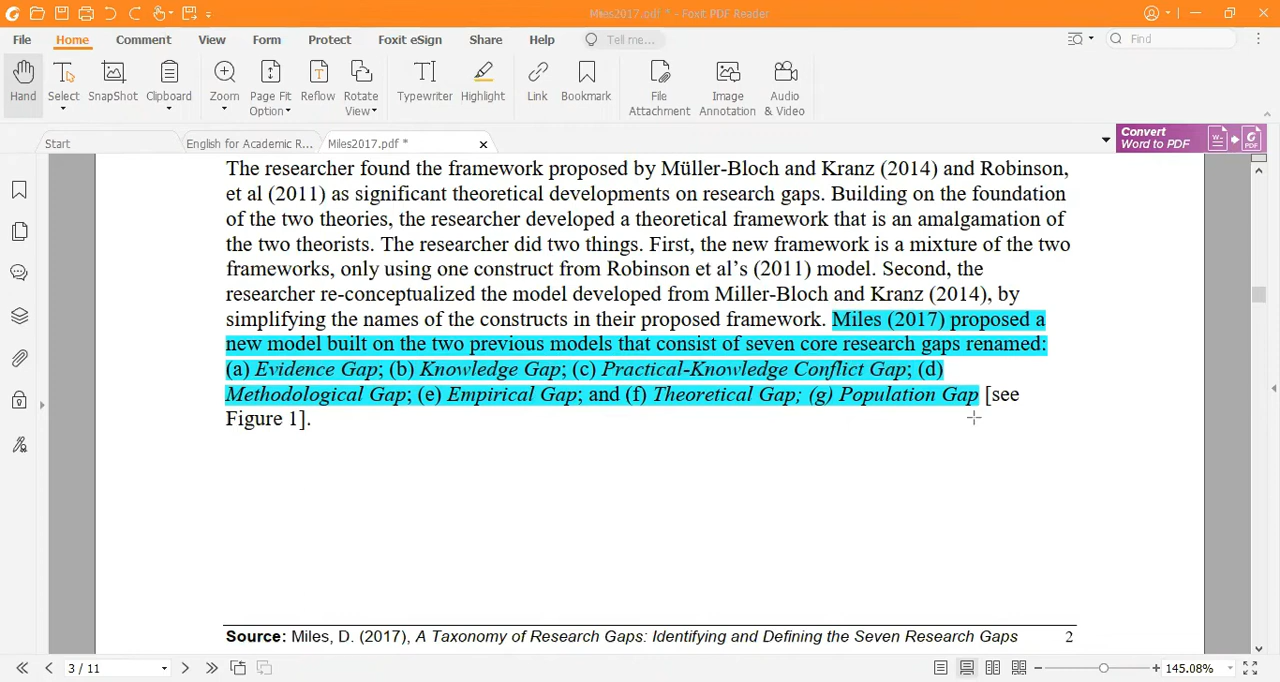 Miles2017.pdf * - Foxit PDF Reader
File Home Comment View Form Protect Foxit eSign Share Help Tell me... Find
Hand Select SnapShot Clipboard Zoom Page Fit Option Reflow Rotate View Typewriter Highlight Link Bookmark File Attachment Image Annotation Audio & Video
Start English for Academic R... Miles2017.pdf * Convert Word to PDF
The researcher found the framework proposed by Müller-Bloch and Kranz (2014) and Robinson,
et al (2011) as significant theoretical developments on research gaps. Building on the foundation
of the two theories, the researcher developed a theoretical framework that is an amalgamation of
the two theorists. The researcher did two things. First, the new framework is a mixture of the two
frameworks, only using one construct from Robinson et al’s (2011) model. Second, the
researcher re-conceptualized the model developed from Miller-Bloch and Kranz (2014), by
simplifying the names of the constructs in their proposed framework. Miles (2017) proposed a
new model built on the two previous models that consist of seven core research gaps renamed:
(a) Evidence Gap; (b) Knowledge Gap; (c) Practical-Knowledge Conflict Gap; (d)
Methodological Gap; (e) Empirical Gap; and (f) Theoretical Gap; (g) Population Gap [see
Figure 1].
Source: Miles, D. (2017), A Taxonomy of Research Gaps: Identifying and Defining the Seven Research Gaps 2
3 / 11 145.08%